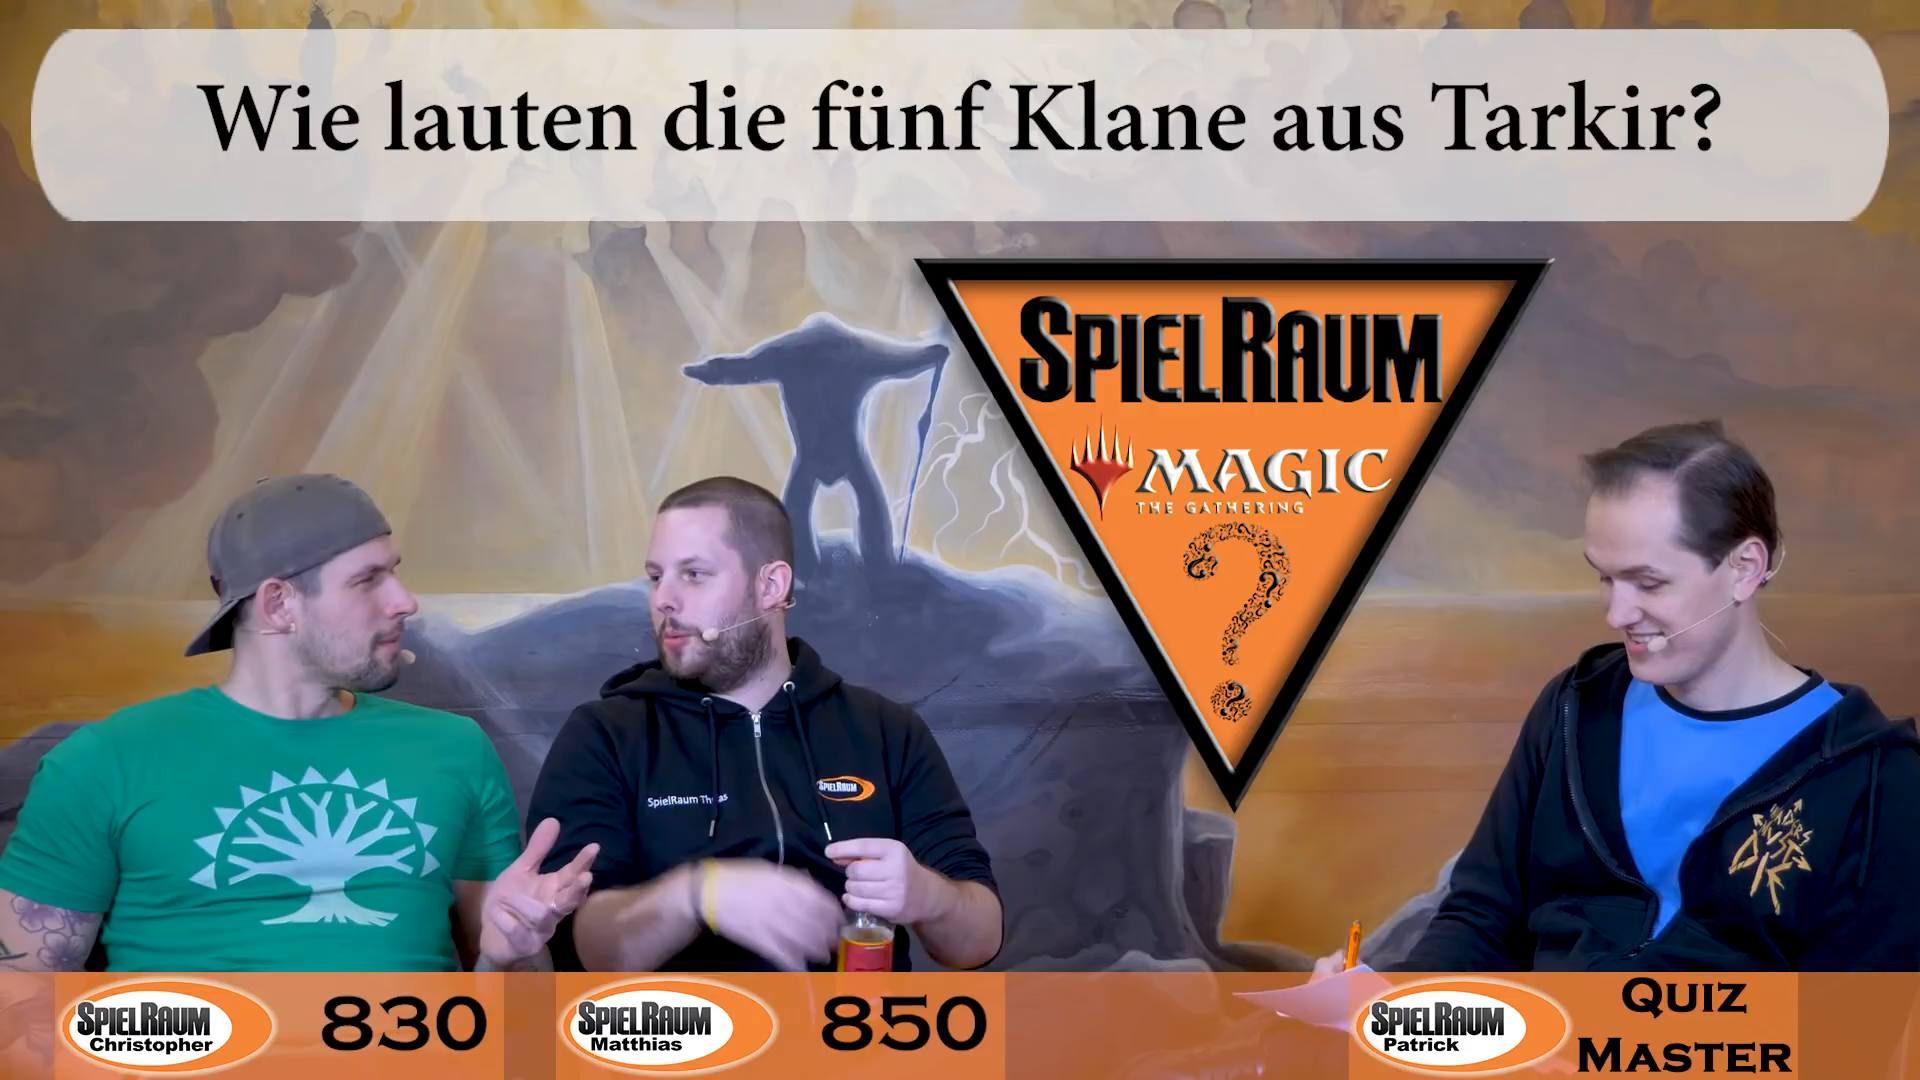 Wie lauten die fünf Klane aus Tarkir?
SPIELRAUM
MAGIC
THE GATHERING
?
SPIELRAUM
SpielRaum
SPIELRAUM
Christopher
830
SPIELRAUM
Matthias
850
SPIELRAUM
Patrick
QUIZ
MASTER